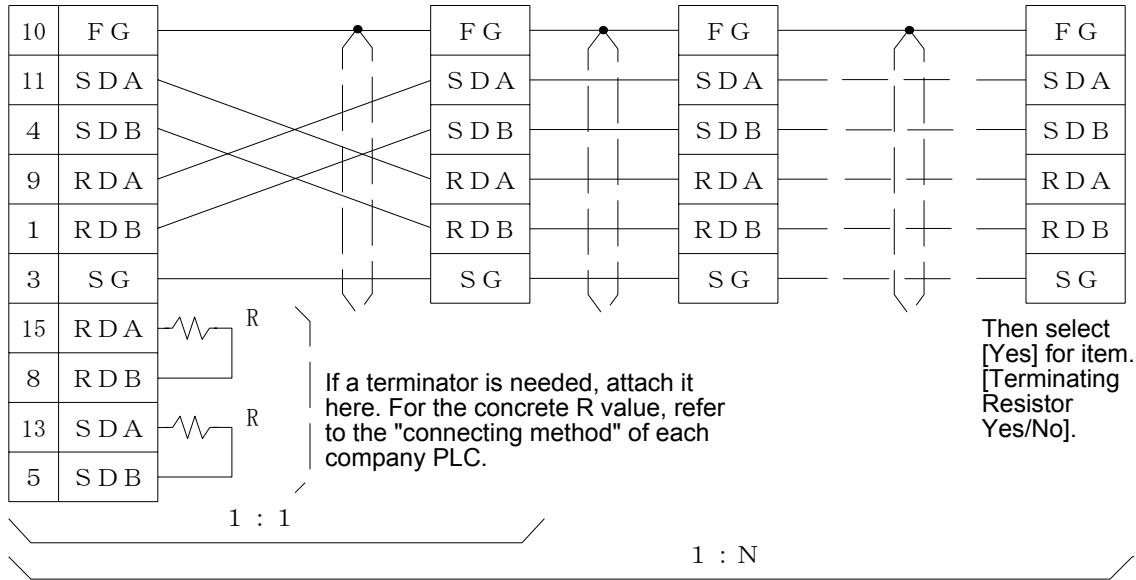 10 FG FG FG FG
11 SDA SDA SDA SDA
4 SDB SDB SDB SDB
9 RDA RDA RDA RDA
1 RDB RDB RDB RDB
3 SG SG SG SG
15 RDA R
8 RDB
13 SDA R
5 SDB
If a terminator is needed, attach it
here. For the concrete R value, refer
to the "connecting method" of each
company PLC.
Then select
[Yes] for item.
[Terminating
Resistor
Yes/No].
1 : 1
1 : N